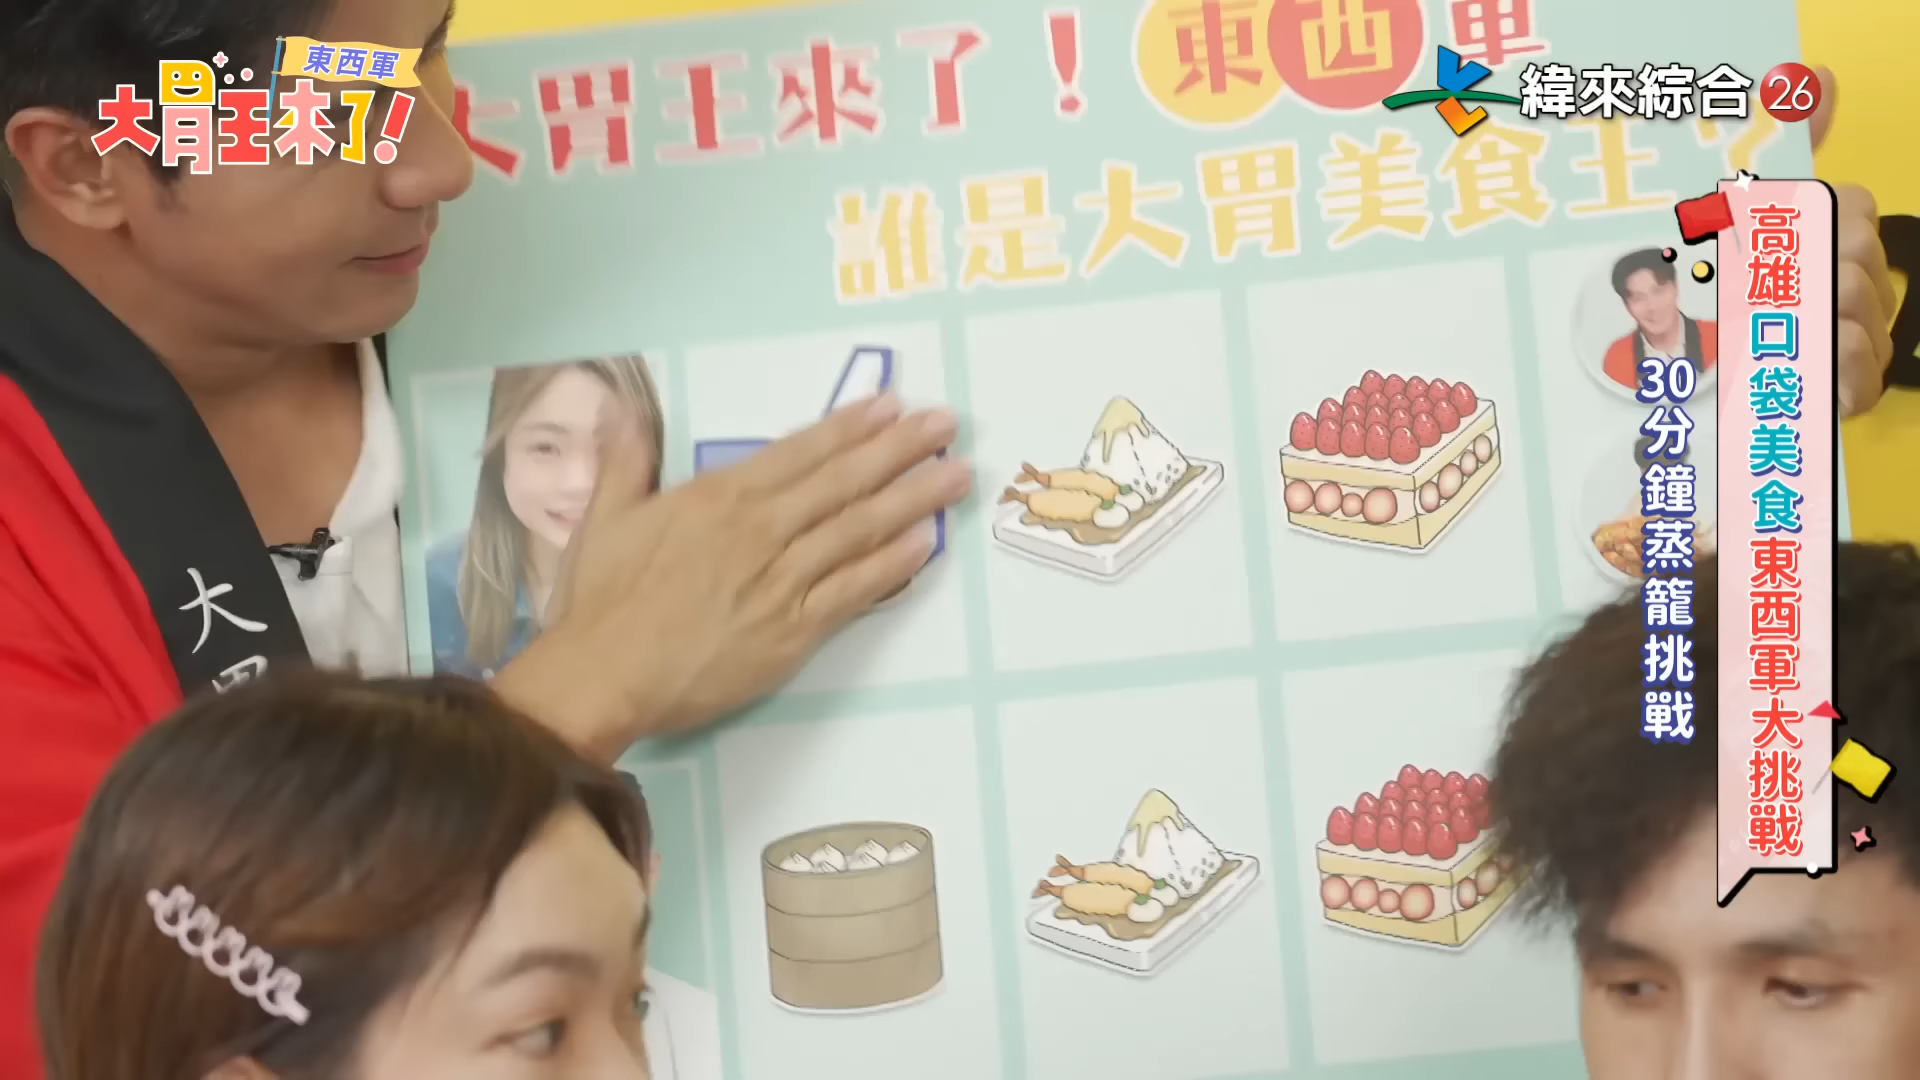 東西軍
大胃王來了!
大胃王來了！東西軍
誰是大胃美食王？
緯來綜合26
高雄口袋美食東西軍大挑戰
30分鐘蒸籠挑戰
大胃